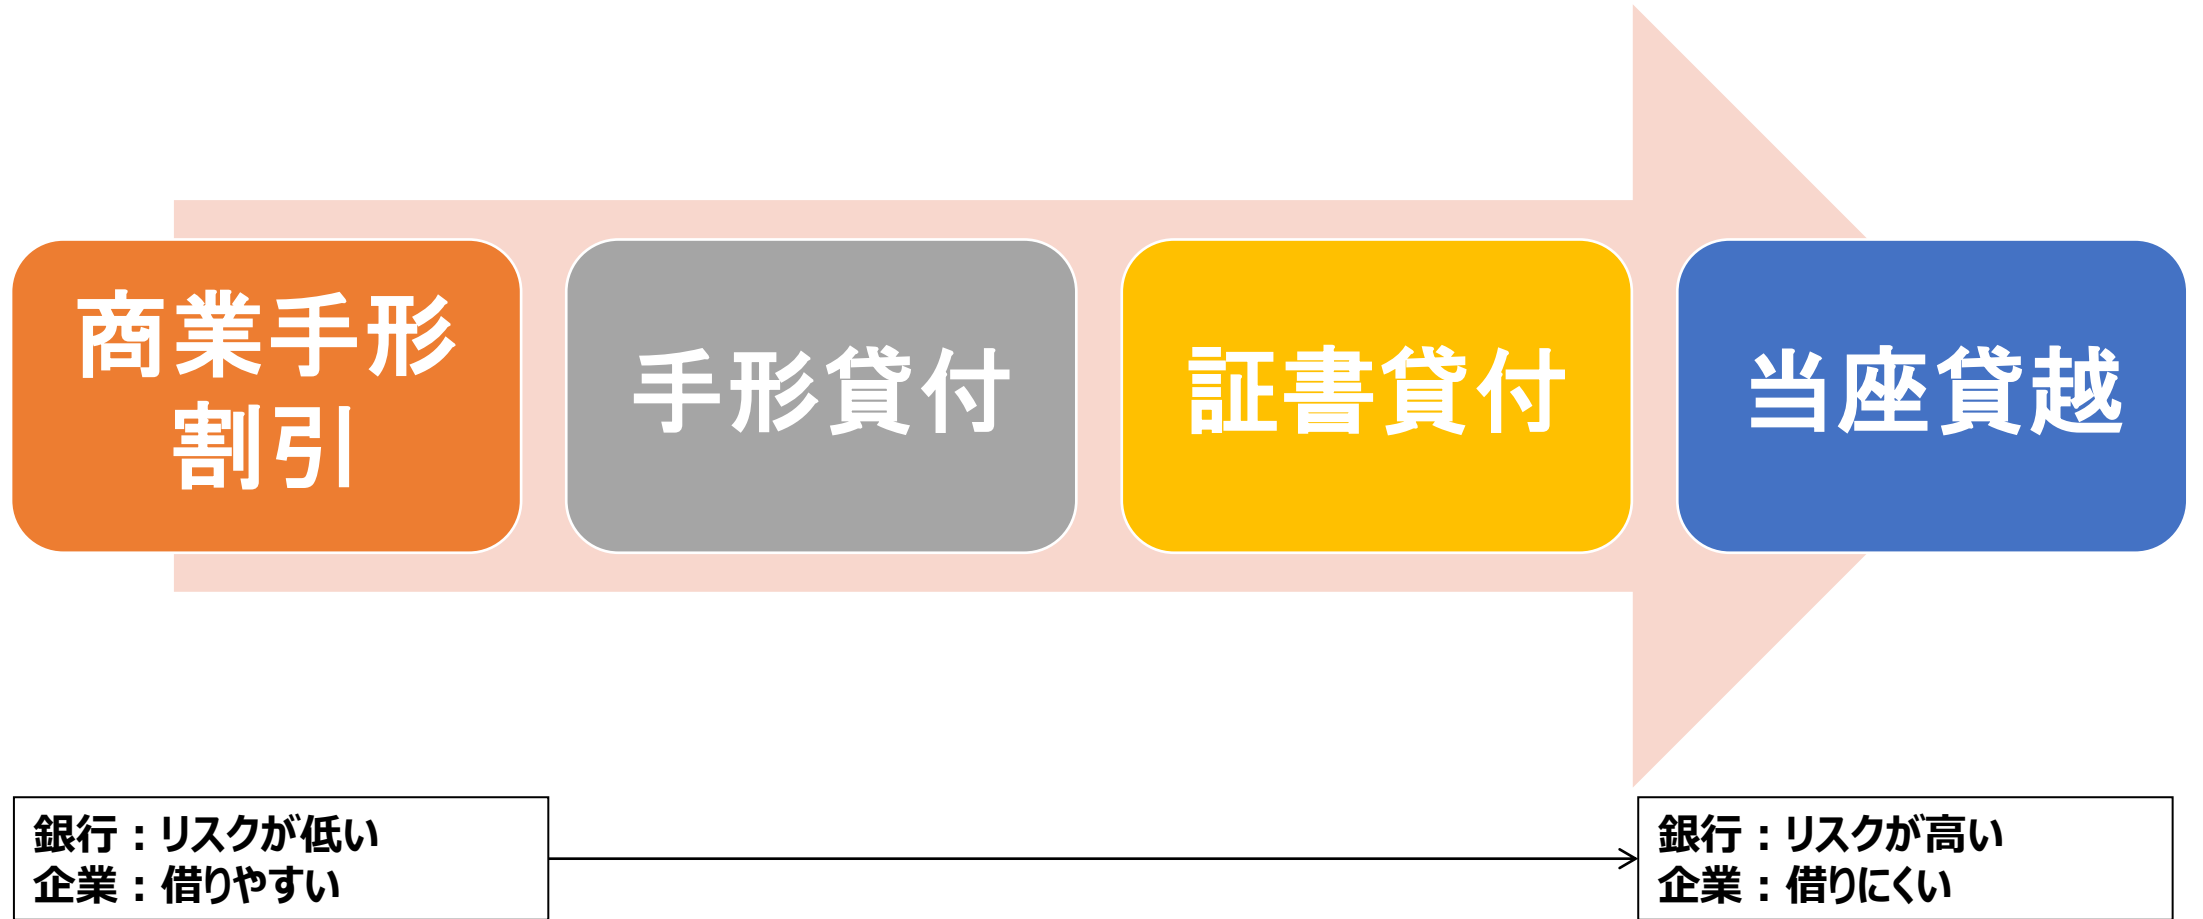 商業手形
割引
手形貸付
証書貸付
当座貸越
銀行：リスクが低い
企業：借りやすい
銀行：リスクが高い
企業：借りにくい